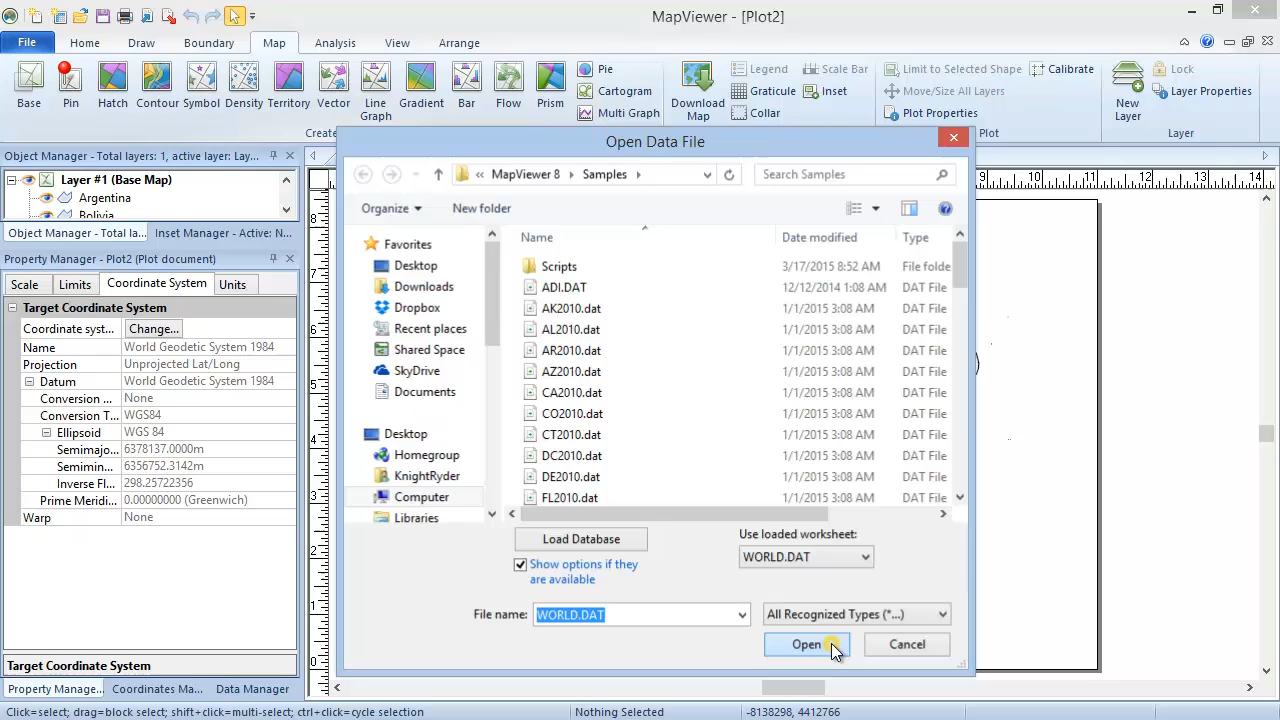 MapViewer - [Plot2]
File Home Draw Boundary Map Analysis View Arrange
Base Pin Hatch Contour Symbol Density Territory Vector Line Graph Gradient Bar Flow Prism
Pie
Cartogram
Multi Graph
Download Map
Legend Scale Bar
Graticule Inset
Collar
Limit to Selected Shape Calibrate
Move/Size All Layers
Plot Properties
New Layer
Lock
Layer Properties
Plot Layer
Object Manager - Total layers: 1, active layer: Lay...
Layer #1 (Base Map)
Argentina
Bolivia
Object Manager - Total la... Inset Manager - Active: N...
Property Manager - Plot2 (Plot document)
Scale Limits Coordinate System Units
Target Coordinate System
Coordinate syst... Change...
Name World Geodetic System 1984
Projection Unprojected Lat/Long
Datum World Geodetic System 1984
Conversion ... None
Conversion T... WGS84
Ellipsoid WGS 84
Semimajo... 6378137.0000m
Semimin... 6356752.3142m
Inverse Fl... 298.25722356
Prime Meridi... 0.00000000 (Greenwich)
Warp None
Target Coordinate System
Property Manage... Coordinates Ma... Data Manager
Click=select; drag=block select; shift+click=multi-select; ctrl+click=cycle selection Nothing Selected -8138298, 4412766
Open Data File
« MapViewer 8 Samples Search Samples
Organize New folder
Favorites
Desktop
Downloads
Dropbox
Recent places
Shared Space
SkyDrive
Documents
Desktop
Homegroup
KnightRyder
Computer
Libraries
Name Date modified Type
Scripts 3/17/2015 8:52 AM File folde
ADI.DAT 12/12/2014 1:08 AM DAT File
AK2010.dat 1/1/2015 3:08 AM DAT File
AL2010.dat 1/1/2015 3:08 AM DAT File
AR2010.dat 1/1/2015 3:08 AM DAT File
AZ2010.dat 1/1/2015 3:08 AM DAT File
CA2010.dat 1/1/2015 3:08 AM DAT File
CO2010.dat 1/1/2015 3:08 AM DAT File
CT2010.dat 1/1/2015 3:08 AM DAT File
DC2010.dat 1/1/2015 3:08 AM DAT File
DE2010.dat 1/1/2015 3:08 AM DAT File
FL2010.dat 1/1/2015 3:08 AM DAT File
Load Database
Show options if they
are available
Use loaded worksheet:
WORLD.DAT
File name: WORLD.DAT All Recognized Types (*...)
Open Cancel
9 10 11 12 13 14
8
7
6
5
4
3
2
1
0